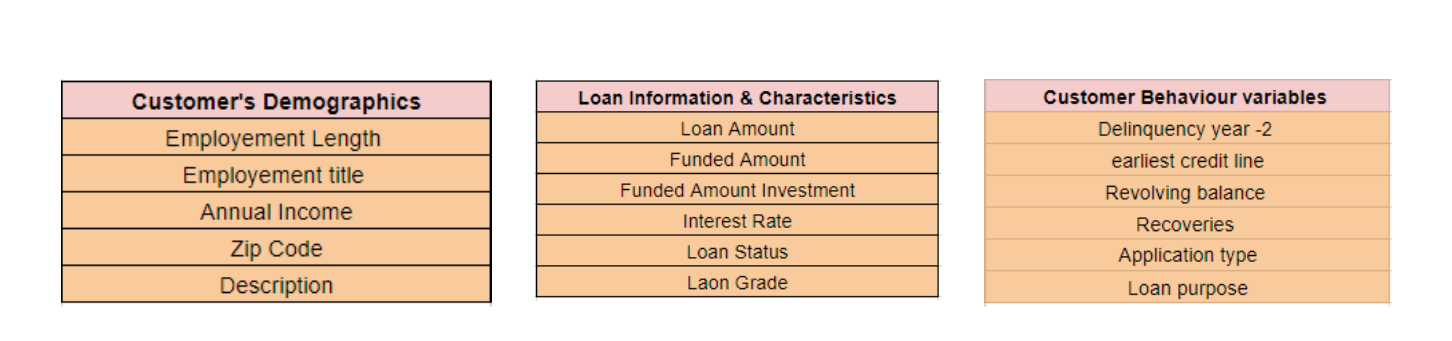 Customer's Demographics
Employement Length
Employement title
Annual Income
Zip Code
Description
Loan Information & Characteristics
Loan Amount
Funded Amount
Funded Amount Investment
Interest Rate
Loan Status
Laon Grade
Customer Behaviour variables
Delinquency year -2
earliest credit line
Revolving balance
Recoveries
Application type
Loan purpose